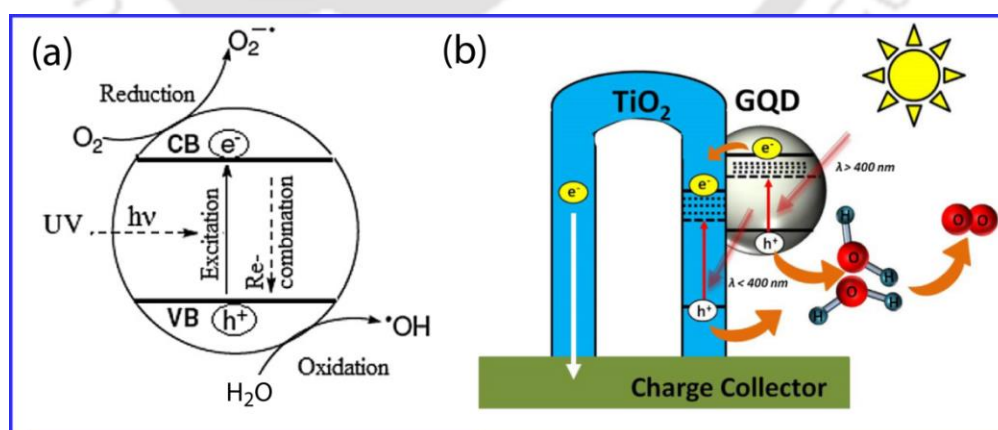 (a)
O₂⁻•
Reduction
O₂
CB e⁻
UV hν
Excitation
Re-
combination
VB h⁺
•OH
Oxidation
H₂O
(b)
TiO₂
GQD
e⁻
e⁻
e⁻
λ > 400 nm
h⁺
λ < 400 nm
h⁺
H
O
H
O
H
H
O
O
Charge Collector